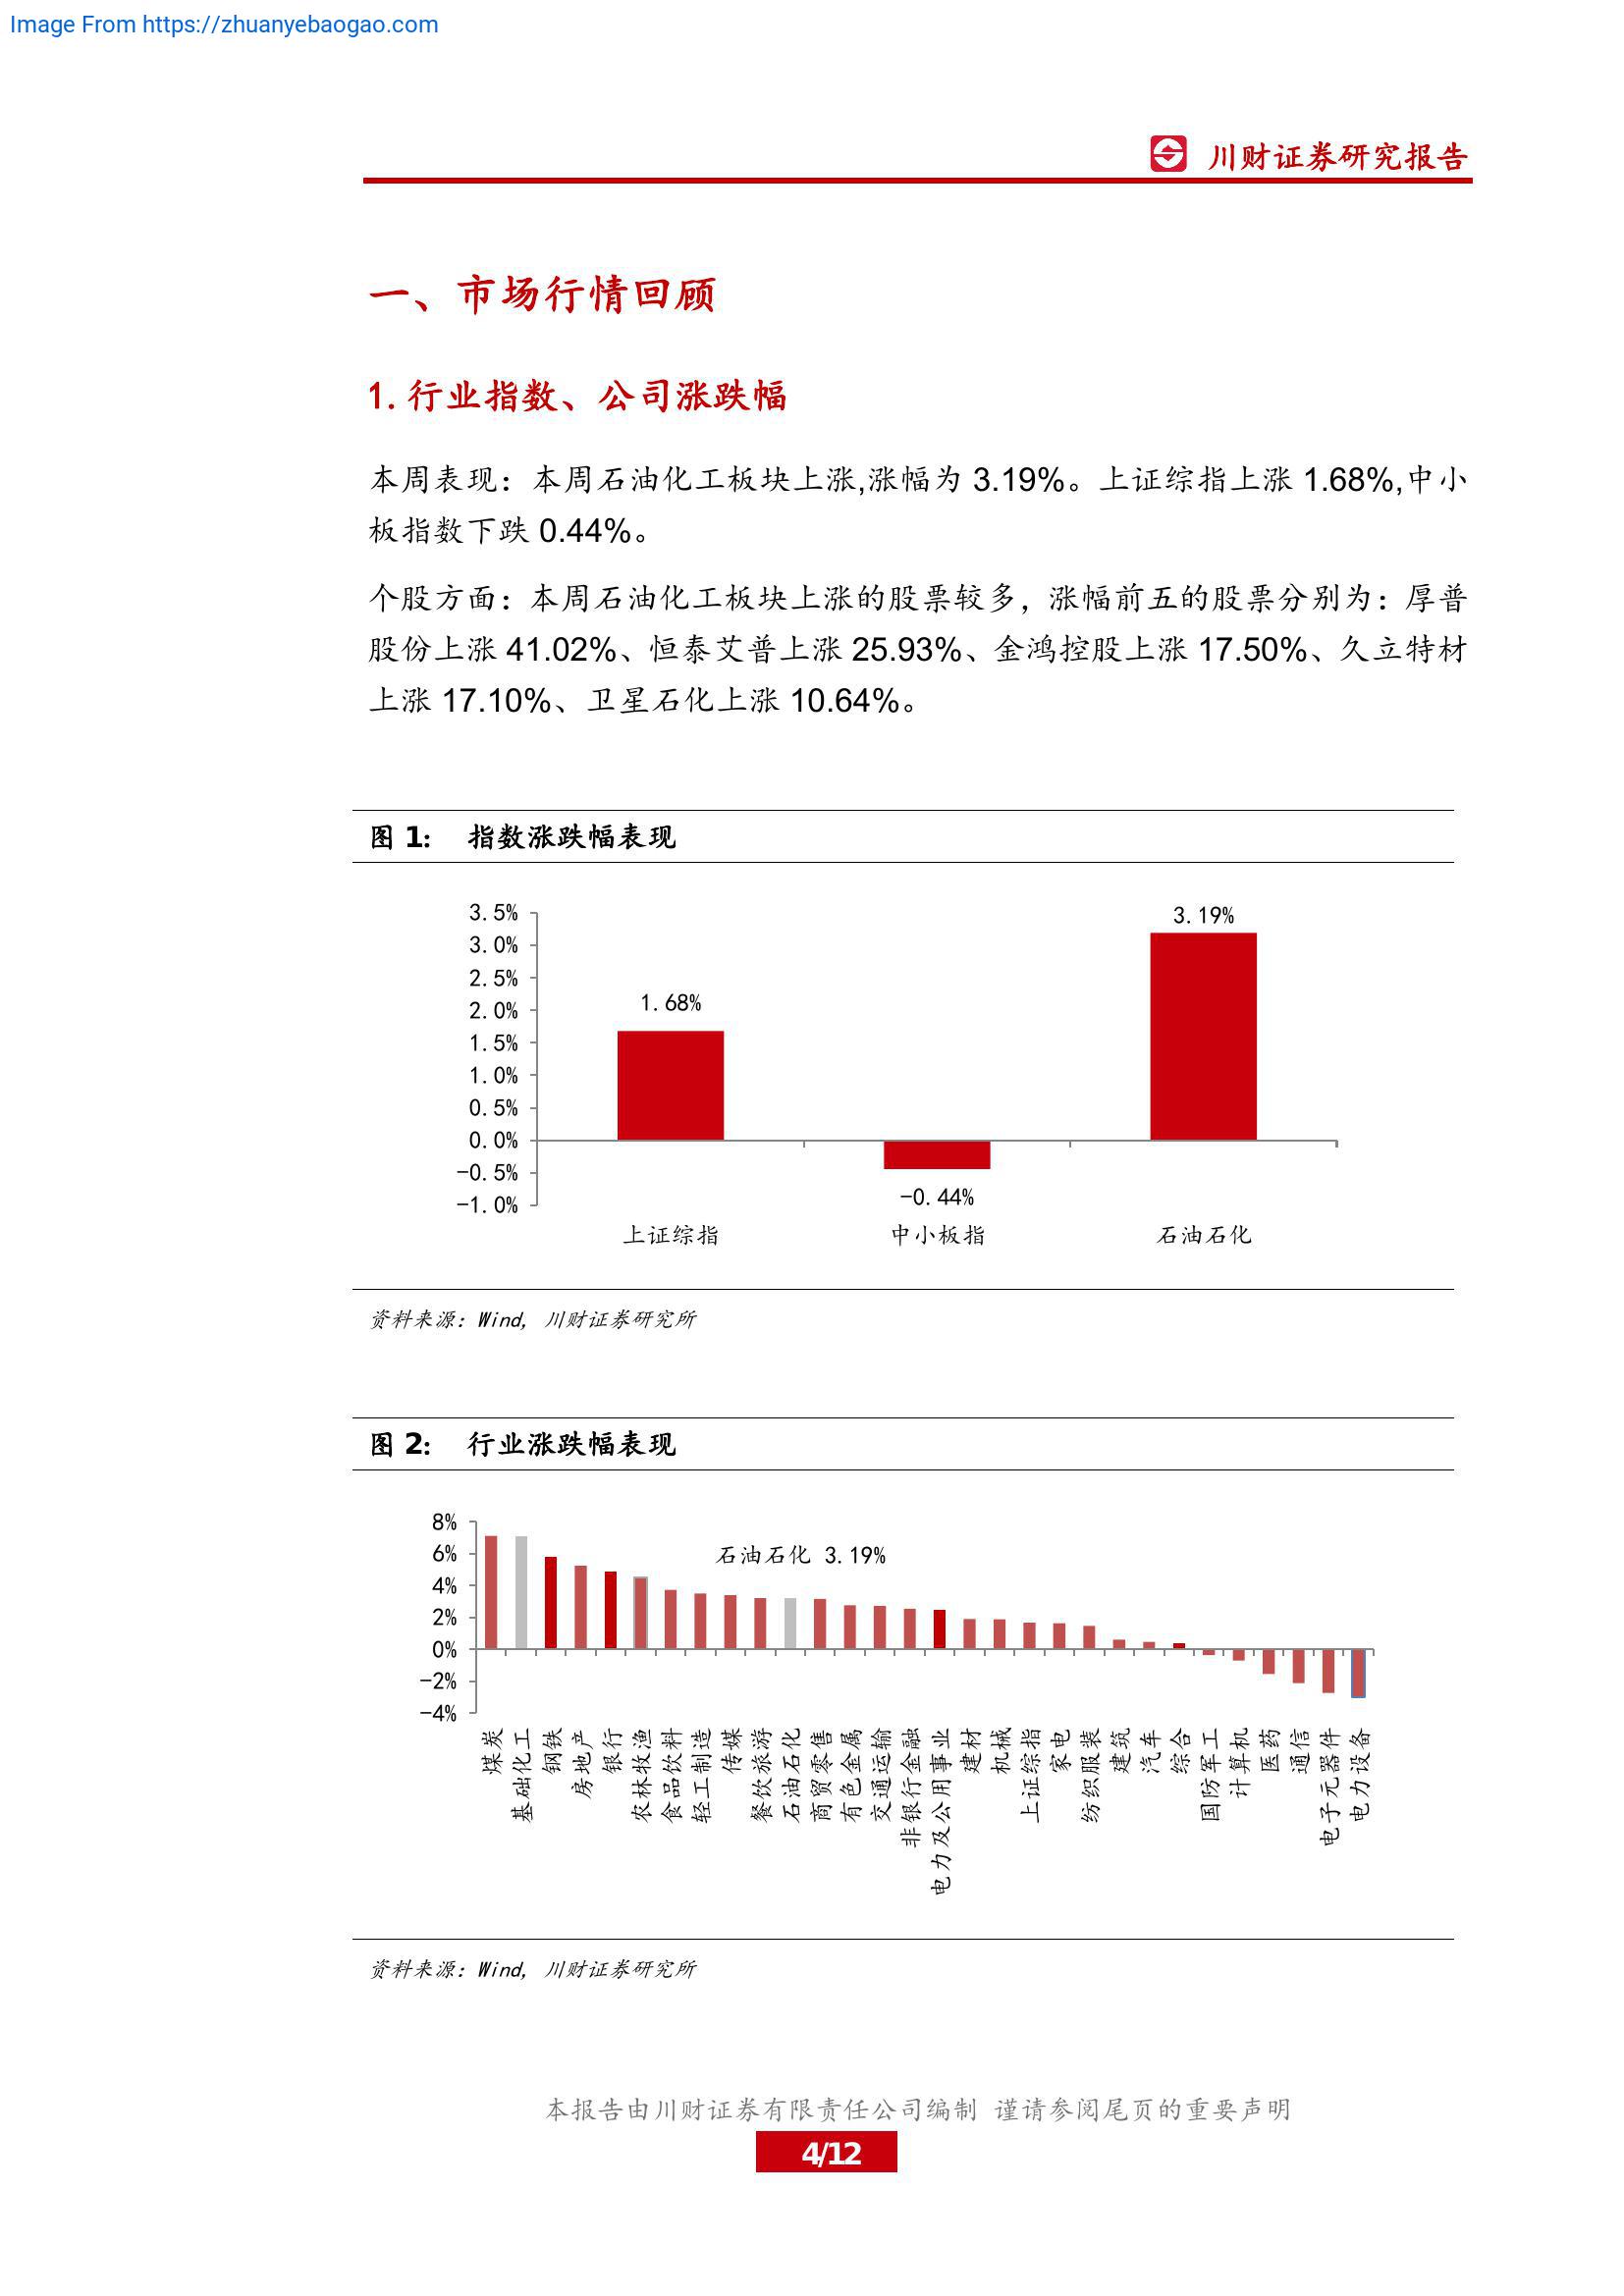 Image From https://zhuanyebaogao.com
川财证券研究报告
一、市场行情回顾
1. 行业指数、公司涨跌幅
本周表现：本周石油化工板块上涨,涨幅为 3.19%。上证综指上涨 1.68%,中小
板指数下跌 0.44%。
个股方面：本周石油化工板块上涨的股票较多，涨幅前五的股票分别为：厚普
股份上涨 41.02%、恒泰艾普上涨 25.93%、金鸿控股上涨 17.50%、久立特材
上涨 17.10%、卫星石化上涨 10.64%。
图 1： 指数涨跌幅表现
3.5%
3.0%
2.5%
2.0%
1.5%
1.0%
0.5%
0.0%
-0.5%
-1.0%
1.68%
-0.44%
3.19%
上证综指
中小板指
石油石化
资料来源：Wind, 川财证券研究所
图 2： 行业涨跌幅表现
8%
6%
4%
2%
0%
-2%
-4%
石油石化 3.19%
煤炭
基础化工
钢铁
房地产
银行
农林牧渔
食品饮料
轻工制造
传媒
餐饮旅游
石油石化
商贸零售
有色金属
交通运输
非银行金融
电力及公用事业
建材
机械
上证综指
家电
纺织服装
建筑
汽车
综合
国防军工
计算机
医药
通信
电子元器件
电力设备
资料来源：Wind, 川财证券研究所
本报告由川财证券有限责任公司编制 谨请参阅尾页的重要声明
4/12